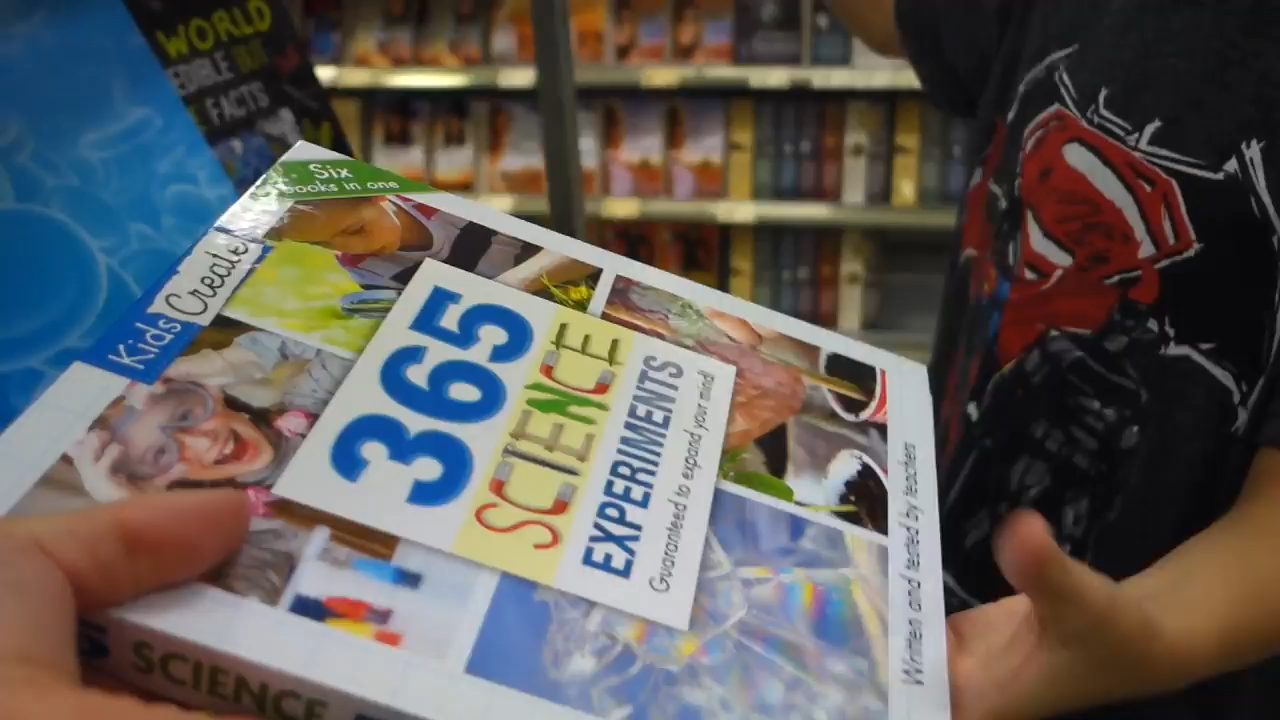 WORLD
FACTS
Six
books in one
Kids Create
365
SCIENCE
EXPERIMENTS
Guaranteed to expand your mind!
Written and tested by teachers
SCIENCE